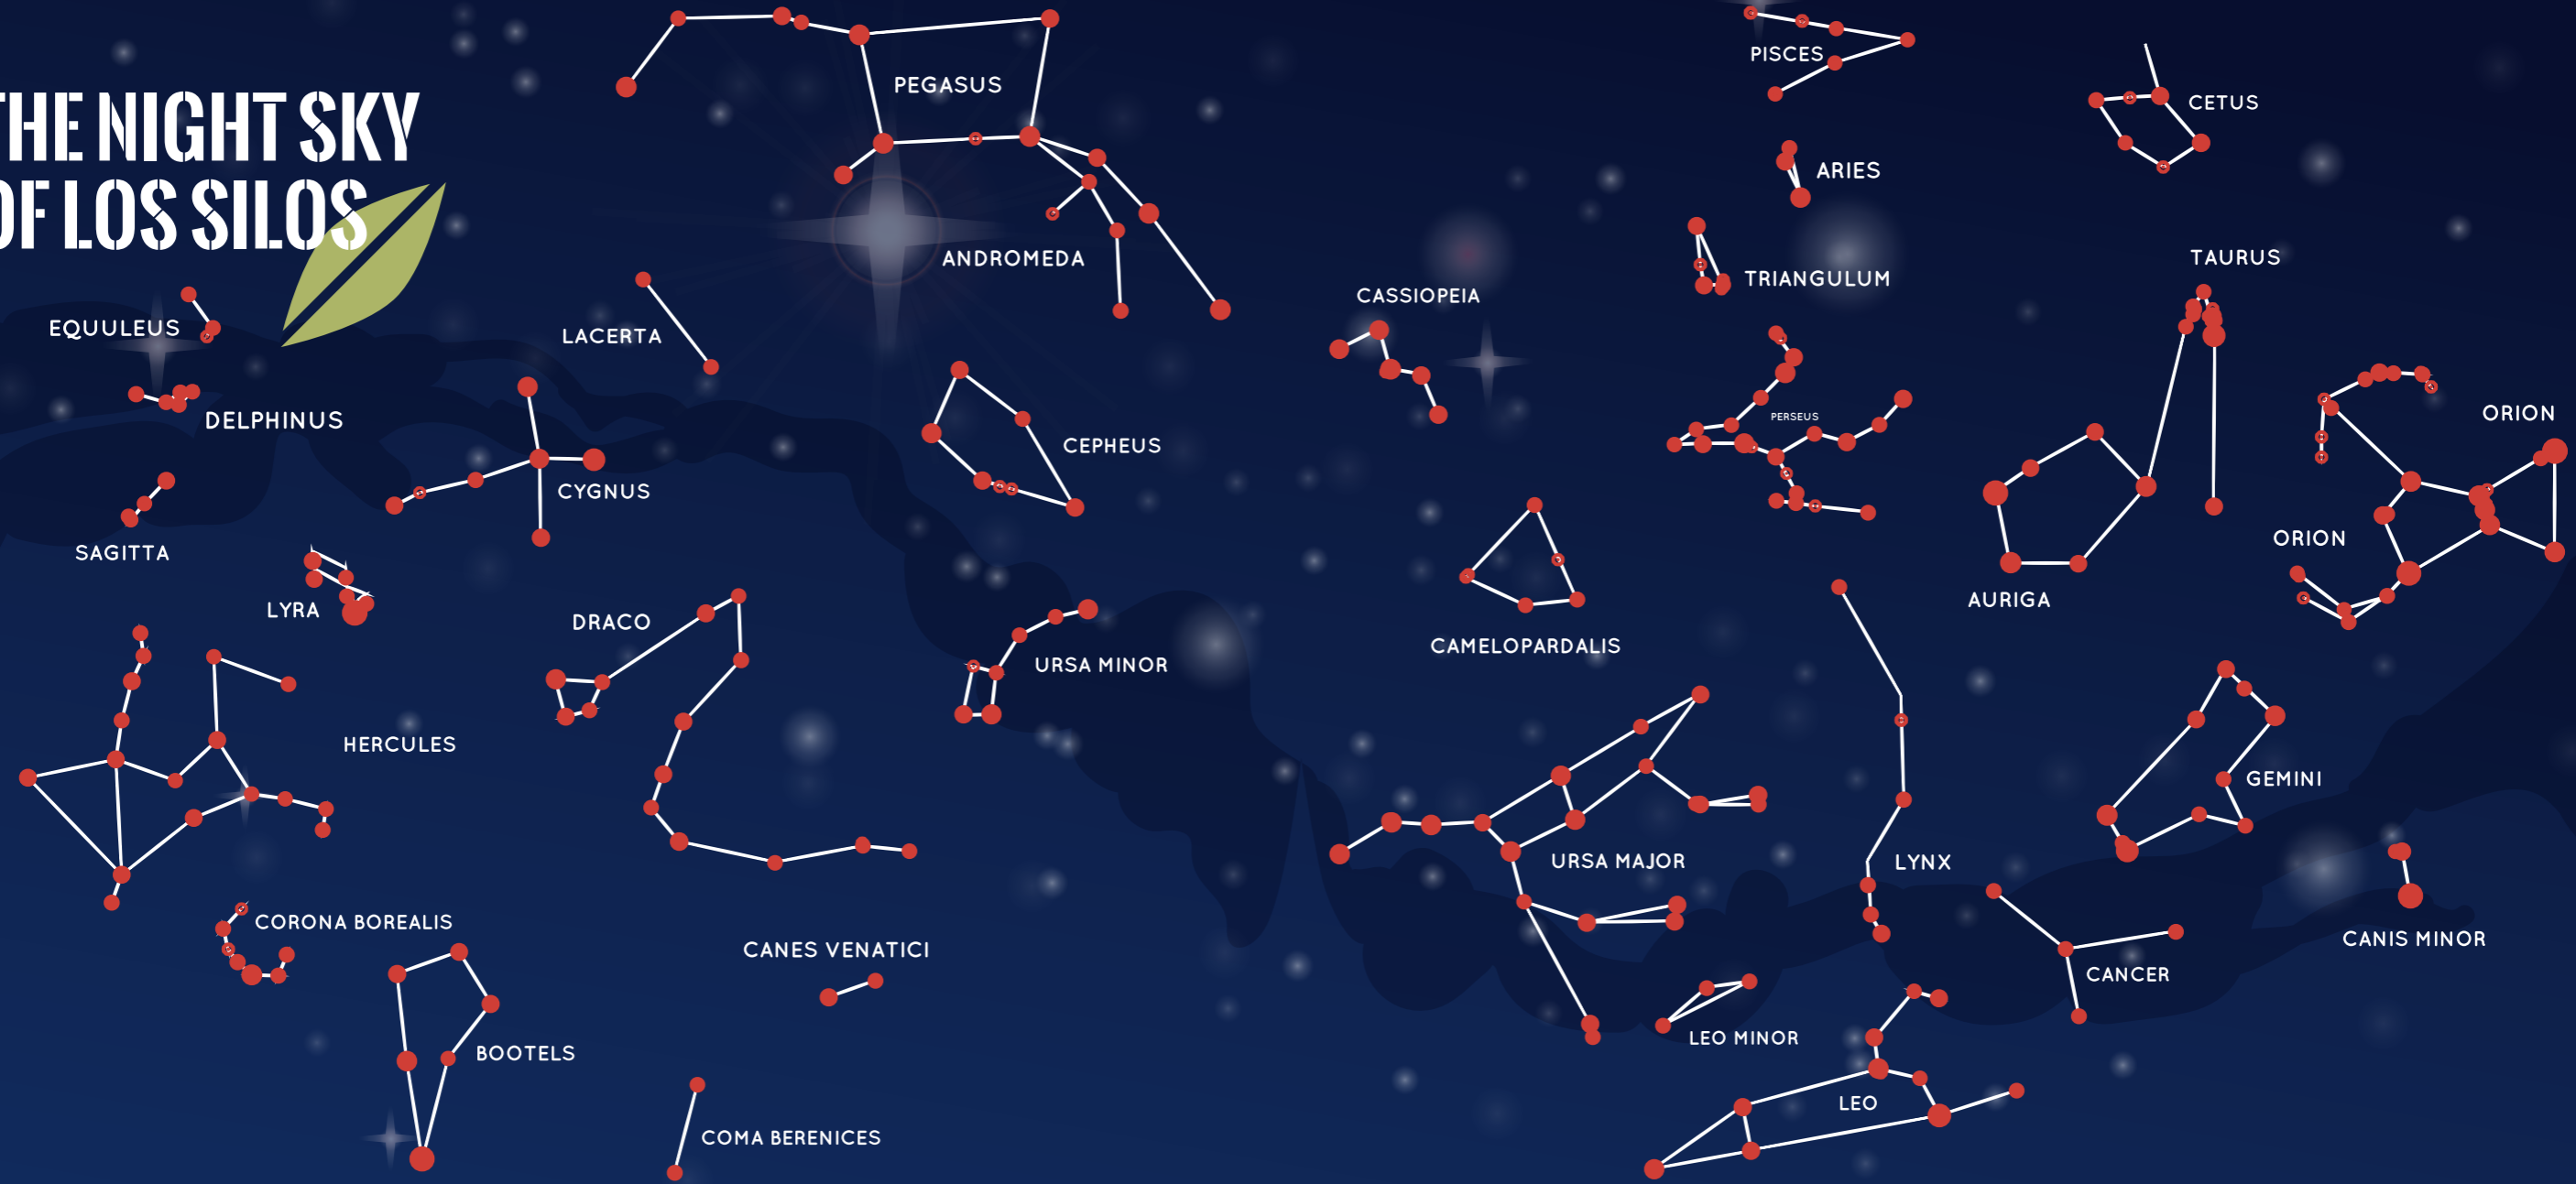 THE NIGHT SKY
OF LOS SILOS
PEGASUS
PISCES
CETUS
ARIES
ANDROMEDA
TAURUS
TRIANGULUM
CASSIOPEIA
EQUULEUS
LACERTA
DELPHINUS
PERSEUS
ORION
CEPHEUS
CYGNUS
ORION
SAGITTA
AURIGA
LYRA
DRACO
CAMELOPARDALIS
URSA MINOR
HERCULES
GEMINI
URSA MAJOR
LYNX
CORONA BOREALIS
CANIS MINOR
CANES VENATICI
CANCER
LEO MINOR
BOOTELS
LEO
COMA BERENICES